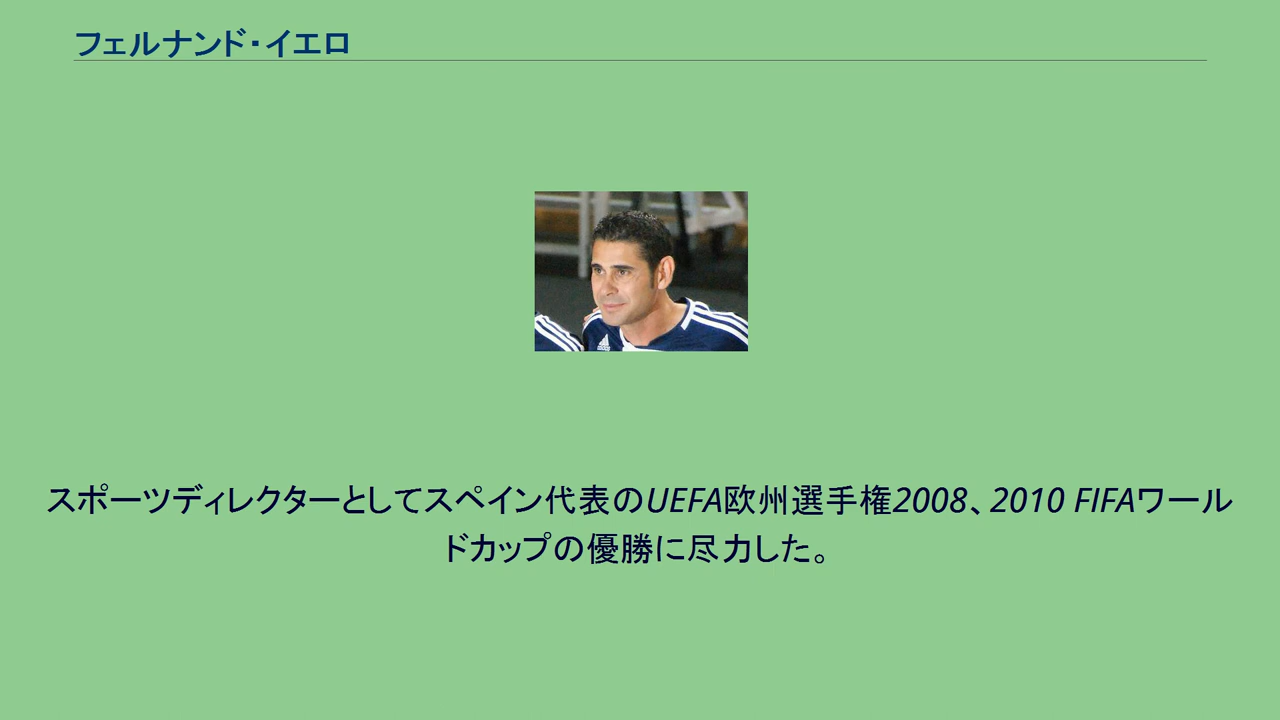 フェルナンド・イエロ
スポーツディレクターとしてスペイン代表のUEFA欧州選手権2008、2010 FIFAワール
ドカップの優勝に尽力した。